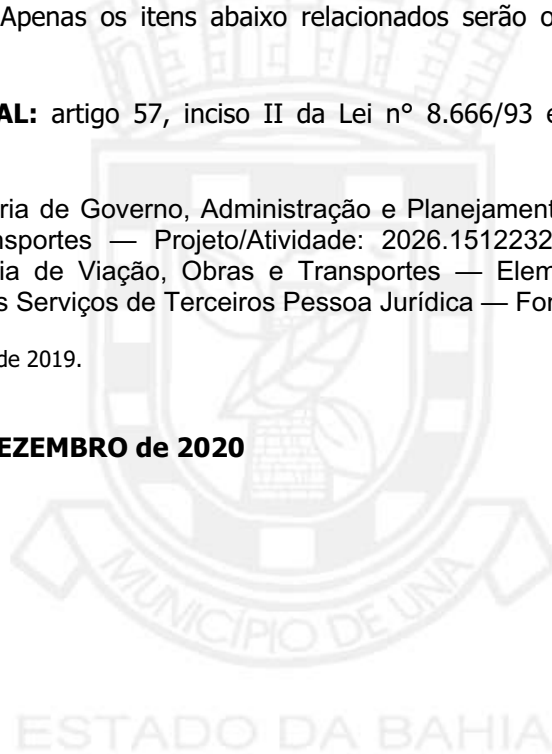 Apenas os itens abaixo relacionados serão o
AL: artigo 57, inciso II da Lei n° 8.666/93 e
ria de Governo, Administração e Planejament
nsportes — Projeto/Atividade: 2026.1512232
ia de Viação, Obras e Transportes — Elem
s Serviços de Terceiros Pessoa Jurídica — For
de 2019.
EZEMBRO de 2020
MUNICÍPIO DE UNA
ESTADO DA BAHIA